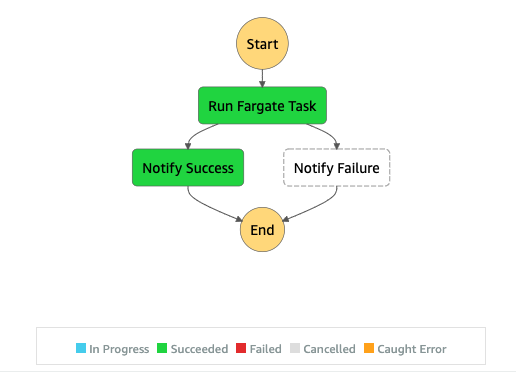 Start
Run Fargate Task
Notify Success
Notify Failure
End
In Progress
Succeeded
Failed
Cancelled
Caught Error